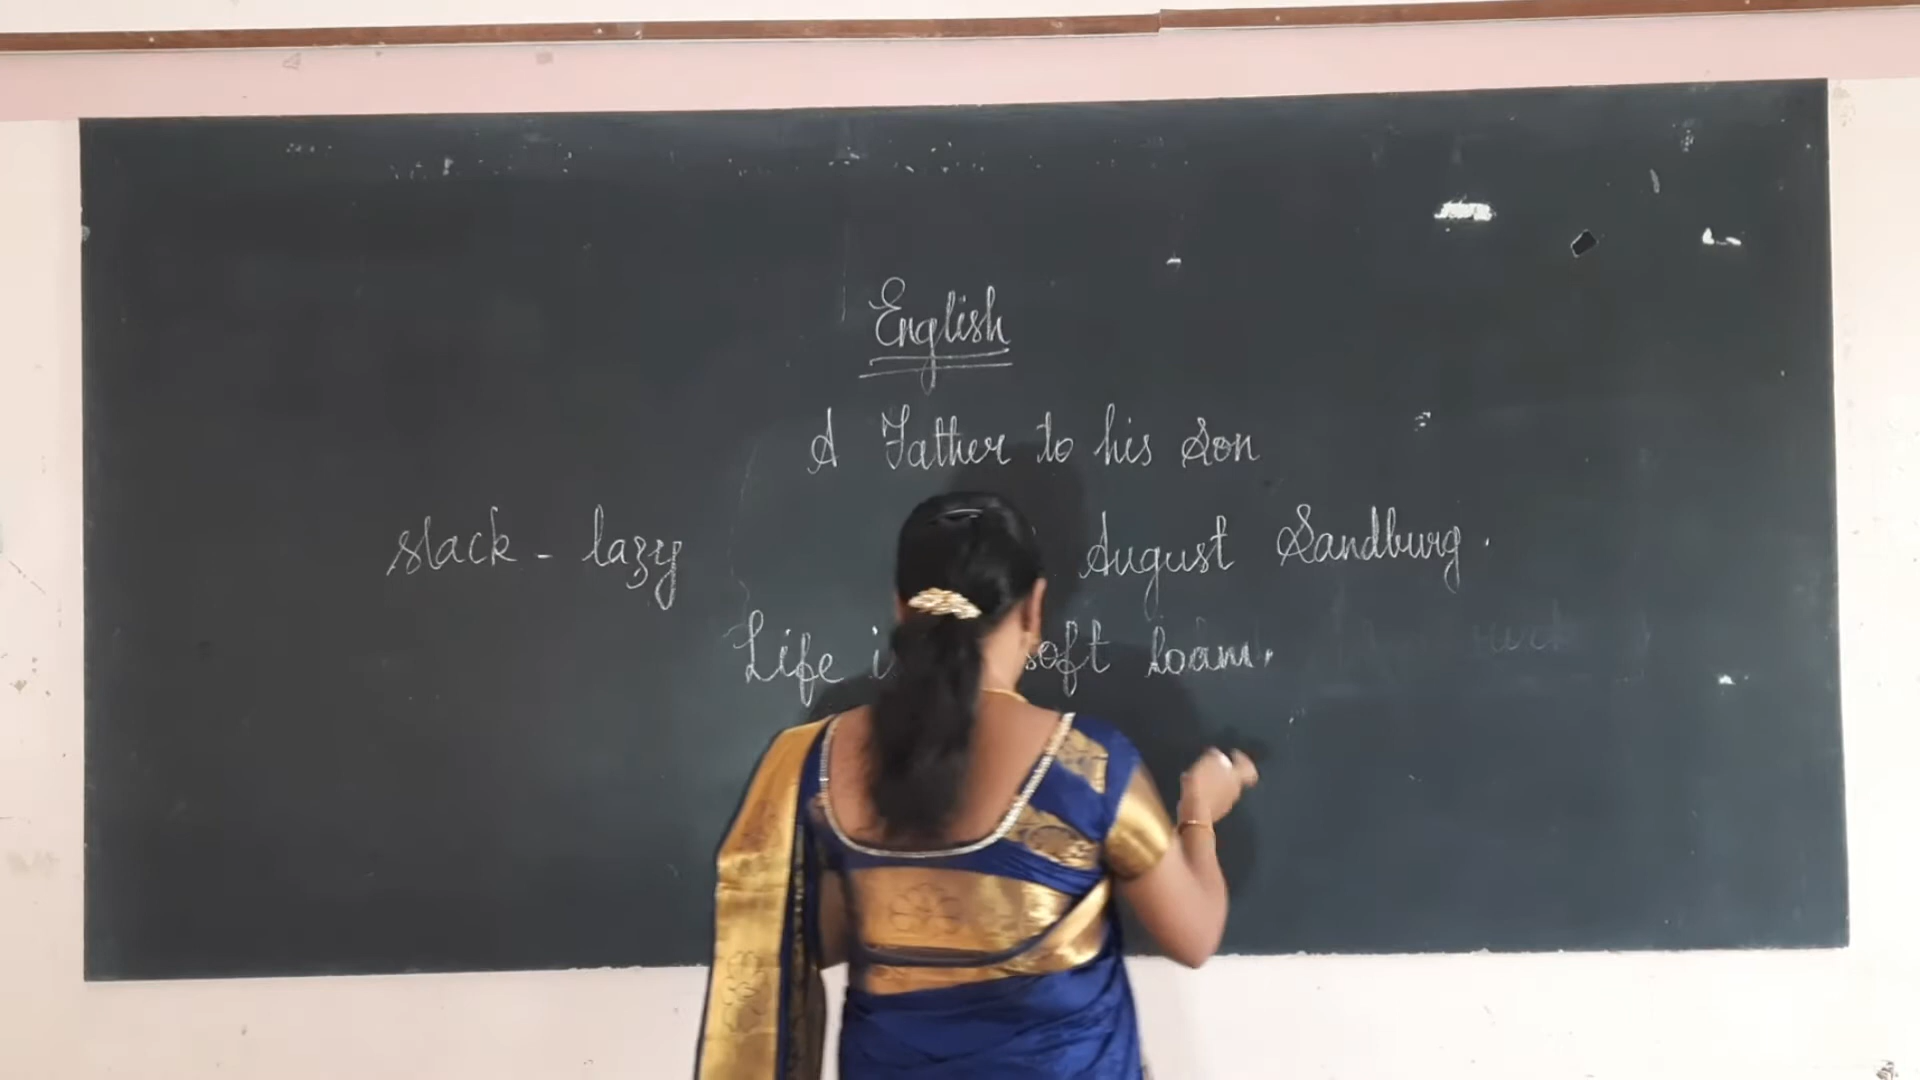 English
A Father to his Son
slack - lazy
August Sandburg.
Life i soft loam.